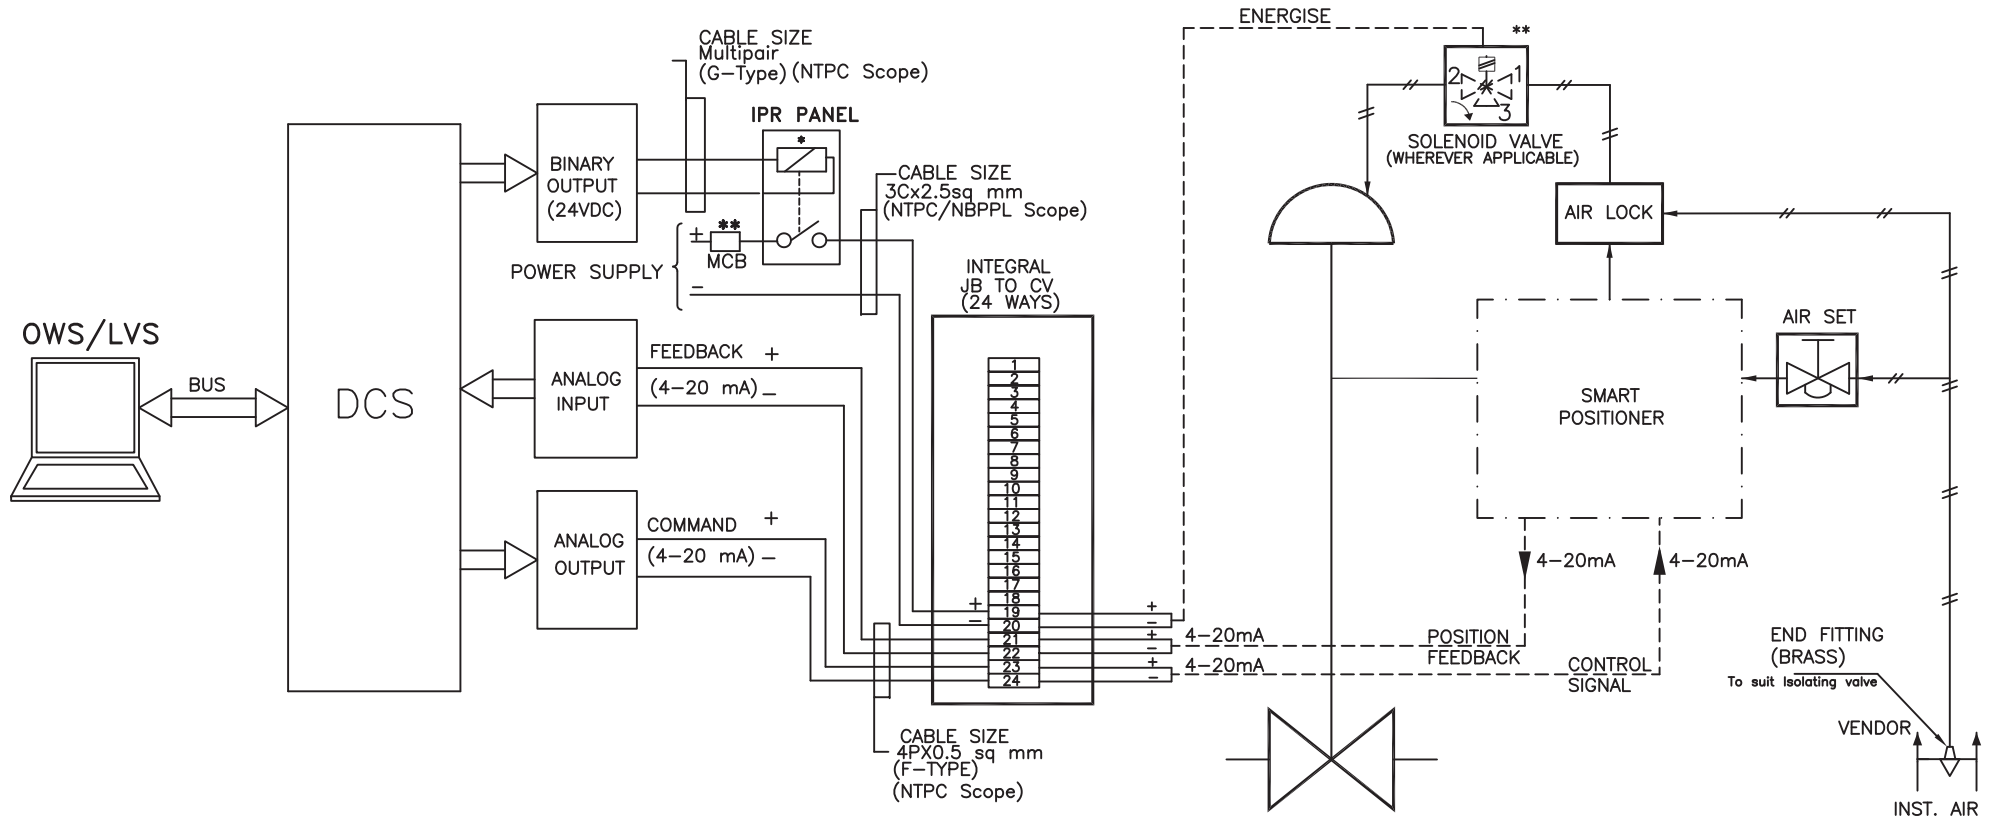 ENERGISE
**
CABLE SIZE
Multipair
(G-Type) (NTPC Scope)
2
1
3
IPR PANEL
*
SOLENOID VALVE
(WHEREVER APPLICABLE)
BINARY
OUTPUT
(24VDC)
CABLE SIZE
3Cx2.5sq mm
(NTPC/NBPPL Scope)
AIR LOCK
**
+
MCB
POWER SUPPLY
-
INTEGRAL
JB TO CV
(24 WAYS)
AIR SET
OWS/LVS
BUS
DCS
FEEDBACK +
(4-20 mA) -
ANALOG
INPUT
SMART
POSITIONER
1
2
3
4
5
6
7
8
9
10
11
12
13
14
15
16
17
18
19
20
21
22
23
24
COMMAND +
(4-20 mA) -
ANALOG
OUTPUT
4-20mA
4-20mA
+
-
+
-
+
-
+
-
4-20mA
POSITION
FEEDBACK
4-20mA
CONTROL
SIGNAL
END FITTING
(BRASS)
To suit Isolating valve
VENDOR
INST. AIR
CABLE SIZE
4PX0.5 sq mm
(F-TYPE)
(NTPC Scope)